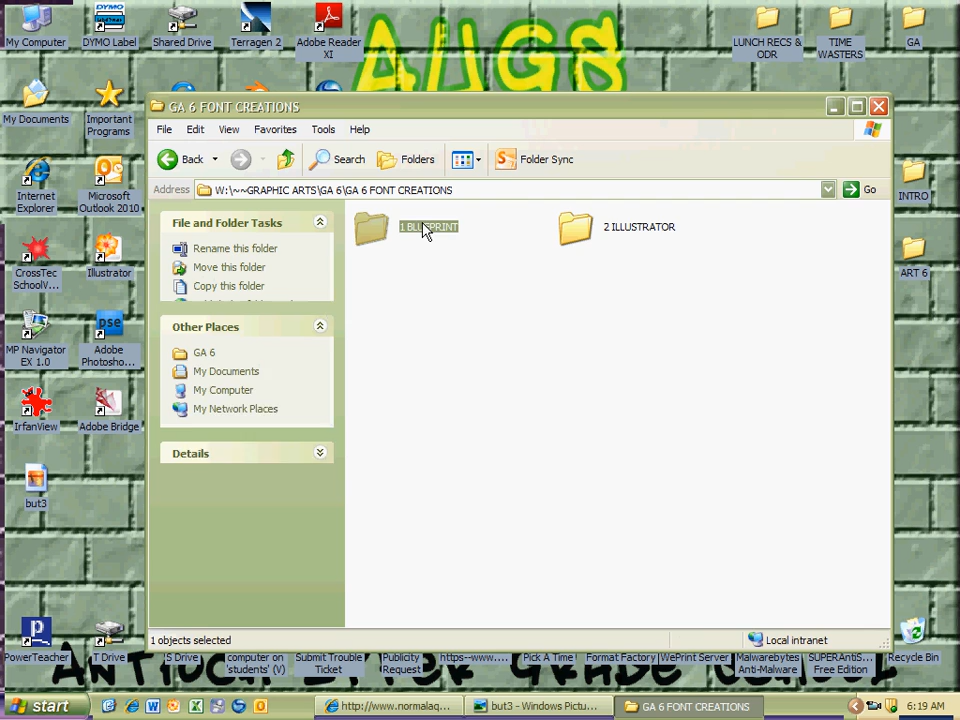 AUGS
My Computer
DYMO Label
Shared Drive
Terragen 2
Adobe Reader
XI
LUNCH RECS &
ODR
TIME
WASTERS
GA
My Documents
Important
Programs
Internet
Explorer
Microsoft
Outlook 2010
CrossTec
SchoolV...
Illustrator
MP Navigator
EX 1.0
Adobe
Photosho...
IrfanView
Adobe Bridge
but3
INTRO
ART 6
GA 6 FONT CREATIONS
File Edit View Favorites Tools Help
Back Search Folders Folder Sync
Address W:\~~GRAPHIC ARTS\GA 6\GA 6 FONT CREATIONS Go
File and Folder Tasks
Rename this folder
Move this folder
Copy this folder
Other Places
GA 6
My Documents
My Computer
My Network Places
Details
1 BLUEPRINT
2 ILLUSTRATOR
1 objects selected
Local intranet
PowerTeacher
T Drive
S Drive
computer on
'students' (V)
Submit Trouble
Ticket
Publicity
Request
https--www....
Pick A Time
Format Factory
WePrint Server
Malwarebytes
Anti-Malware
SUPERAntiS...
Free Edition
Recycle Bin
start
http://www.normalaq...
but3 - Windows Pictu...
GA 6 FONT CREATIONS
6:19 AM